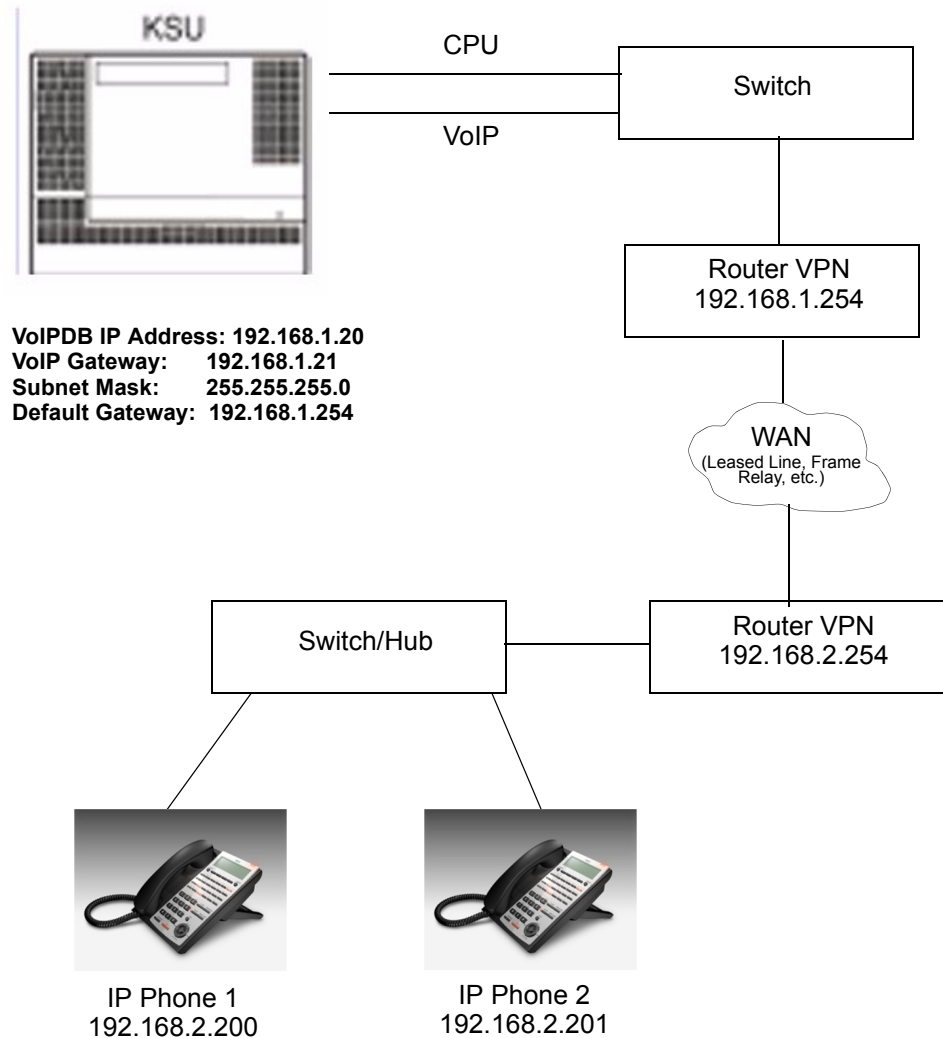 KSU
CPU
Switch
VoIP
Router VPN
192.168.1.254
VoIPDB IP Address: 192.168.1.20
VoIP Gateway: 192.168.1.21
Subnet Mask: 255.255.255.0
Default Gateway: 192.168.1.254
WAN
(Leased Line, Frame
Relay, etc.)
Switch/Hub
Router VPN
192.168.2.254
IP Phone 1
192.168.2.200
IP Phone 2
192.168.2.201